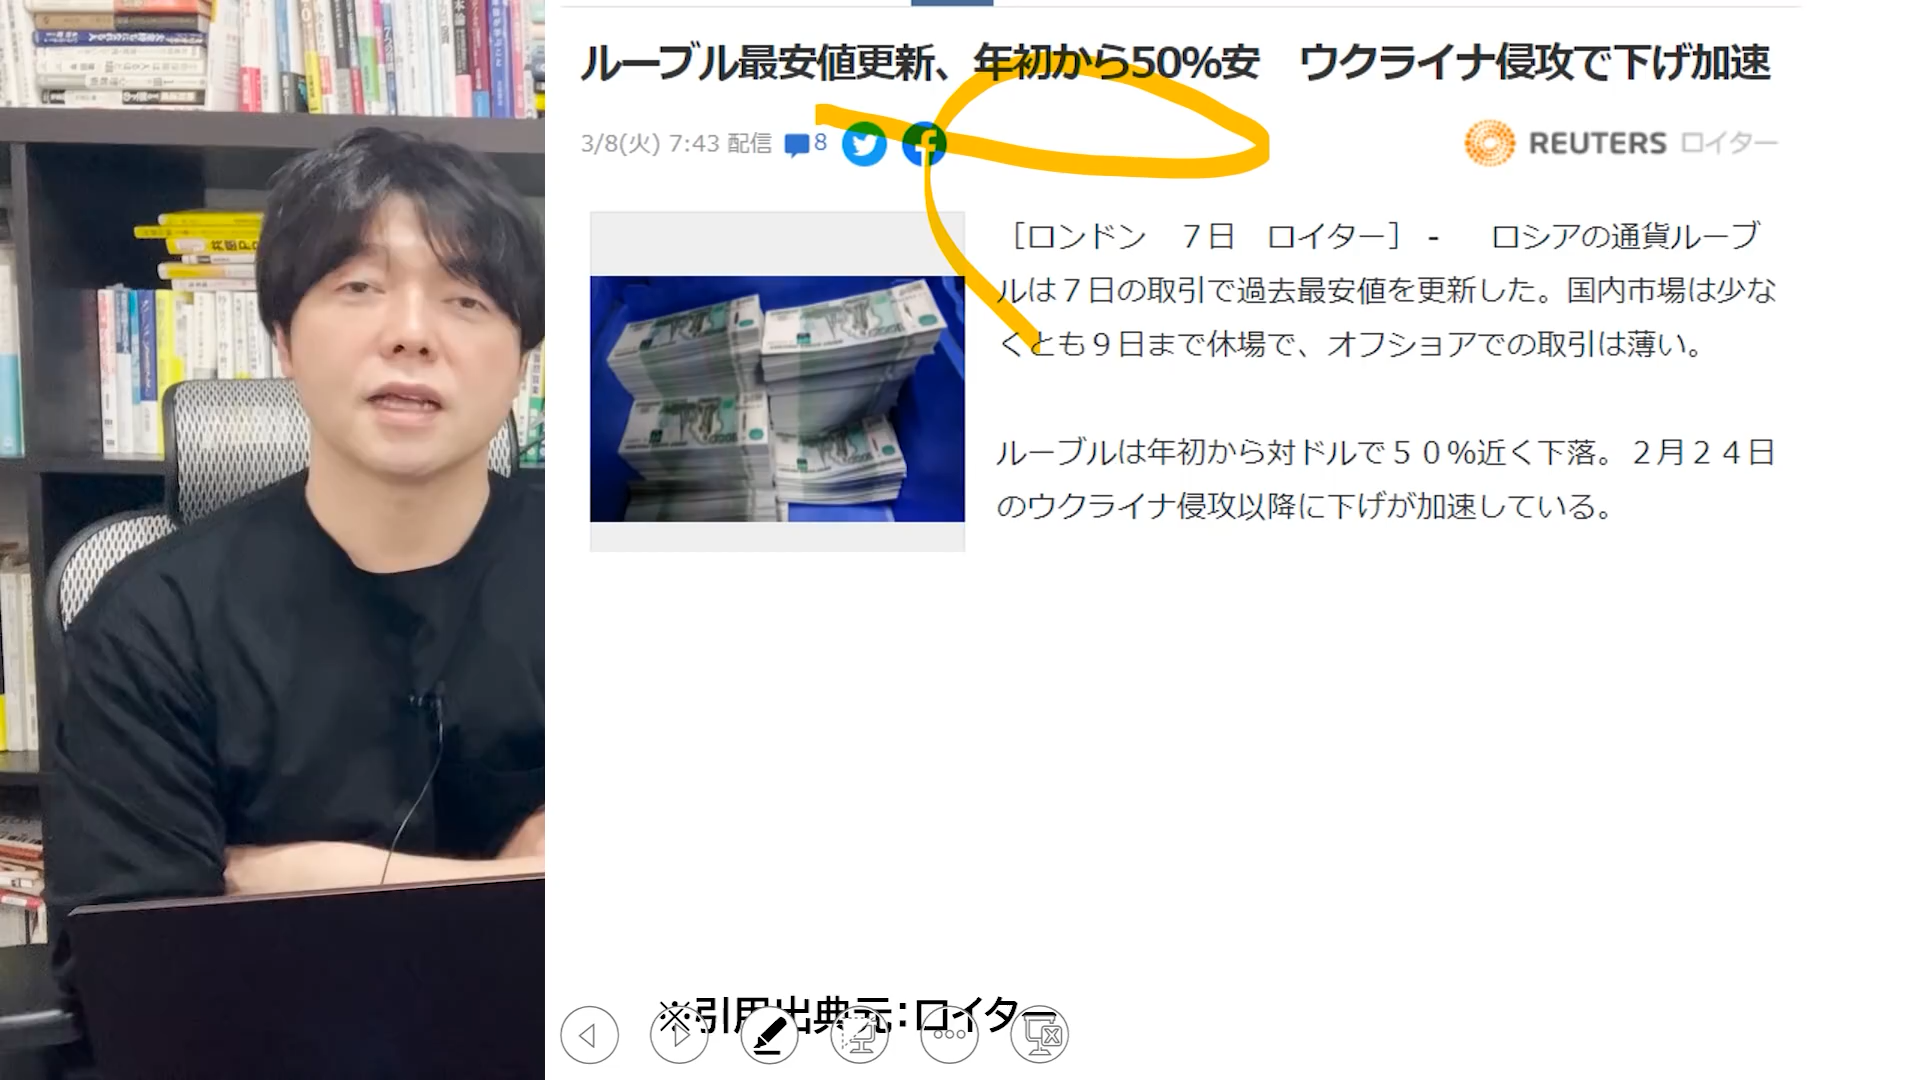 ルーブル最安値更新、年初から50%安　ウクライナ侵攻で下げ加速
3/8(火) 7:43 配信 8
REUTERS ロイター
［ロンドン　７日　ロイター］ -　ロシアの通貨ルーブ
ルは７日の取引で過去最安値を更新した。国内市場は少な
くとも９日まで休場で、オフショアでの取引は薄い。
ルーブルは年初から対ドルで５０％近く下落。２月２４日
のウクライナ侵攻以降に下げが加速している。
※引用出典元：ロイター